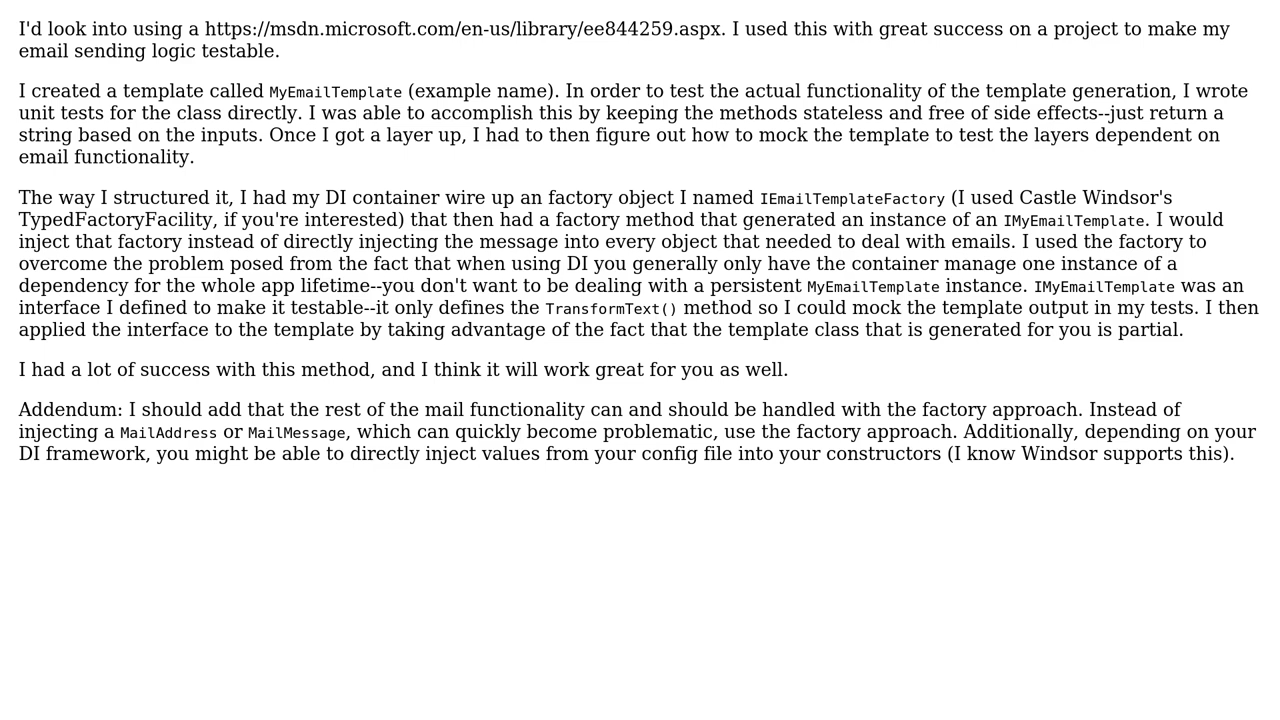 I'd look into using a https://msdn.microsoft.com/en-us/library/ee844259.aspx. I used this with great success on a project to make my
email sending logic testable.
I created a template called MyEmailTemplate (example name). In order to test the actual functionality of the template generation, I wrote
unit tests for the class directly. I was able to accomplish this by keeping the methods stateless and free of side effects--just return a
string based on the inputs. Once I got a layer up, I had to then figure out how to mock the template to test the layers dependent on
email functionality.
The way I structured it, I had my DI container wire up an factory object I named IEmailTemplateFactory (I used Castle Windsor's
TypedFactoryFacility, if you're interested) that then had a factory method that generated an instance of an IMyEmailTemplate. I would
inject that factory instead of directly injecting the message into every object that needed to deal with emails. I used the factory to
overcome the problem posed from the fact that when using DI you generally only have the container manage one instance of a
dependency for the whole app lifetime--you don't want to be dealing with a persistent MyEmailTemplate instance. IMyEmailTemplate was an
interface I defined to make it testable--it only defines the TransformText() method so I could mock the template output in my tests. I then
applied the interface to the template by taking advantage of the fact that the template class that is generated for you is partial.
I had a lot of success with this method, and I think it will work great for you as well.
Addendum: I should add that the rest of the mail functionality can and should be handled with the factory approach. Instead of
injecting a MailAddress or MailMessage, which can quickly become problematic, use the factory approach. Additionally, depending on your
DI framework, you might be able to directly inject values from your config file into your constructors (I know Windsor supports this).